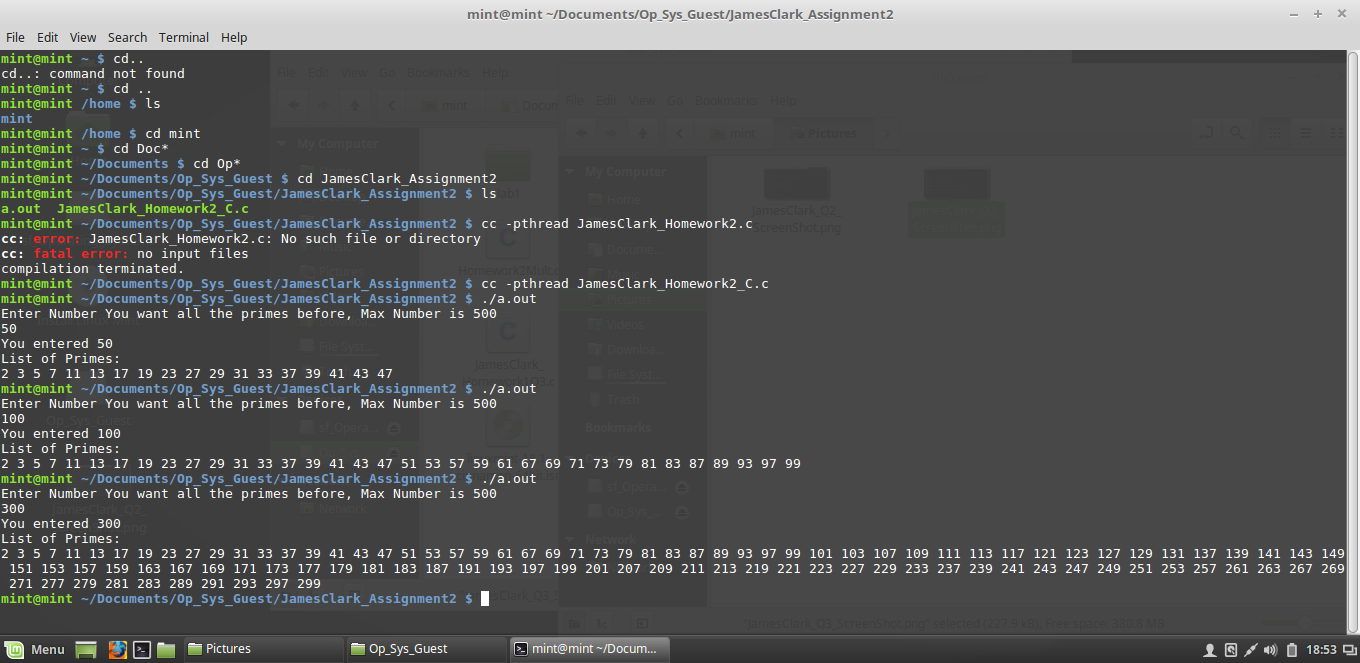 mint@mint ~/Documents/Op_Sys_Guest/JamesClark_Assignment2
File Edit View Search Terminal Help
mint@mint ~ $ cd..
cd..: command not found
mint@mint ~ $ cd ..
mint@mint /home $ ls
mint
mint@mint /home $ cd mint
mint@mint ~ $ cd Doc*
mint@mint ~/Documents $ cd Op*
mint@mint ~/Documents/Op_Sys_Guest $ cd JamesClark_Assignment2
mint@mint ~/Documents/Op_Sys_Guest/JamesClark_Assignment2 $ ls
a.out  JamesClark_Homework2_C.c
mint@mint ~/Documents/Op_Sys_Guest/JamesClark_Assignment2 $ cc -pthread JamesClark_Homework2.c
cc: error: JamesClark_Homework2.c: No such file or directory
cc: fatal error: no input files
compilation terminated.
mint@mint ~/Documents/Op_Sys_Guest/JamesClark_Assignment2 $ cc -pthread JamesClark_Homework2_C.c
mint@mint ~/Documents/Op_Sys_Guest/JamesClark_Assignment2 $ ./a.out
Enter Number You want all the primes before, Max Number is 500
50
You entered 50
List of Primes:
2 3 5 7 11 13 17 19 23 27 29 31 33 37 39 41 43 47
mint@mint ~/Documents/Op_Sys_Guest/JamesClark_Assignment2 $ ./a.out
Enter Number You want all the primes before, Max Number is 500
100
You entered 100
List of Primes:
2 3 5 7 11 13 17 19 23 27 29 31 33 37 39 41 43 47 51 53 57 59 61 67 69 71 73 79 81 83 87 89 93 97 99
mint@mint ~/Documents/Op_Sys_Guest/JamesClark_Assignment2 $ ./a.out
Enter Number You want all the primes before, Max Number is 500
300
You entered 300
List of Primes:
2 3 5 7 11 13 17 19 23 27 29 31 33 37 39 41 43 47 51 53 57 59 61 67 69 71 73 79 81 83 87 89 93 97 99 101 103 107 109 111 113 117 121 123 127 129 131 137 139 141 143 149
151 153 157 159 163 167 169 171 173 177 179 181 183 187 191 193 197 199 201 207 209 211 213 219 221 223 227 229 233 237 239 241 243 247 249 251 253 257 261 263 267 269
271 277 279 281 283 289 291 293 297 299
mint@mint ~/Documents/Op_Sys_Guest/JamesClark_Assignment2 $
Menu Pictures Op_Sys_Guest mint@mint ~/Docum... 18:53